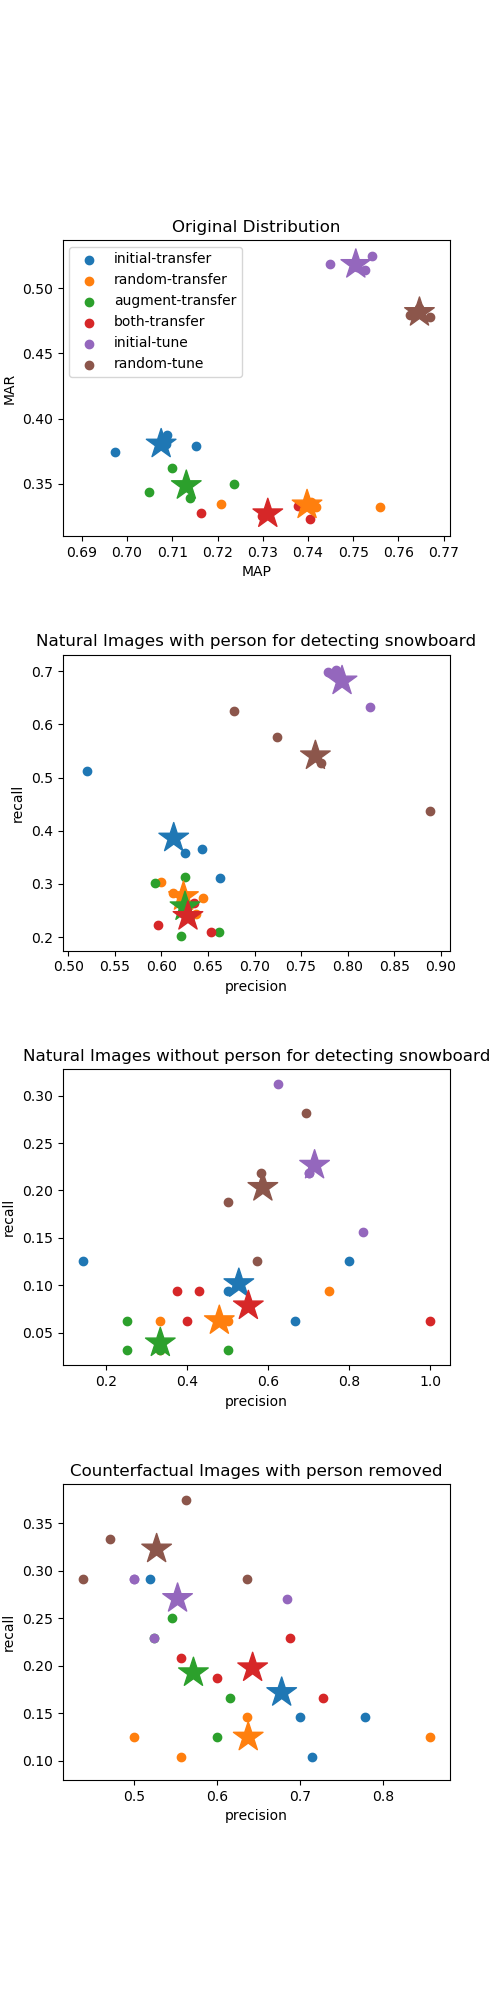 Original Distribution
initial-transfer
random-transfer
augment-transfer
both-transfer
initial-tune
random-tune
0.50
0.45
0.40
0.35
MAR
0.69 0.70 0.71 0.72 0.73 0.74 0.75 0.76 0.77
MAP
Natural Images with person for detecting snowboard
0.7
0.6
0.5
0.4
0.3
0.2
recall
0.50 0.55 0.60 0.65 0.70 0.75 0.80 0.85 0.90
precision
Natural Images without person for detecting snowboard
0.30
0.25
0.20
0.15
0.10
0.05
recall
0.2 0.4 0.6 0.8 1.0
precision
Counterfactual Images with person removed
0.35
0.30
0.25
0.20
0.15
0.10
recall
0.5 0.6 0.7 0.8
precision